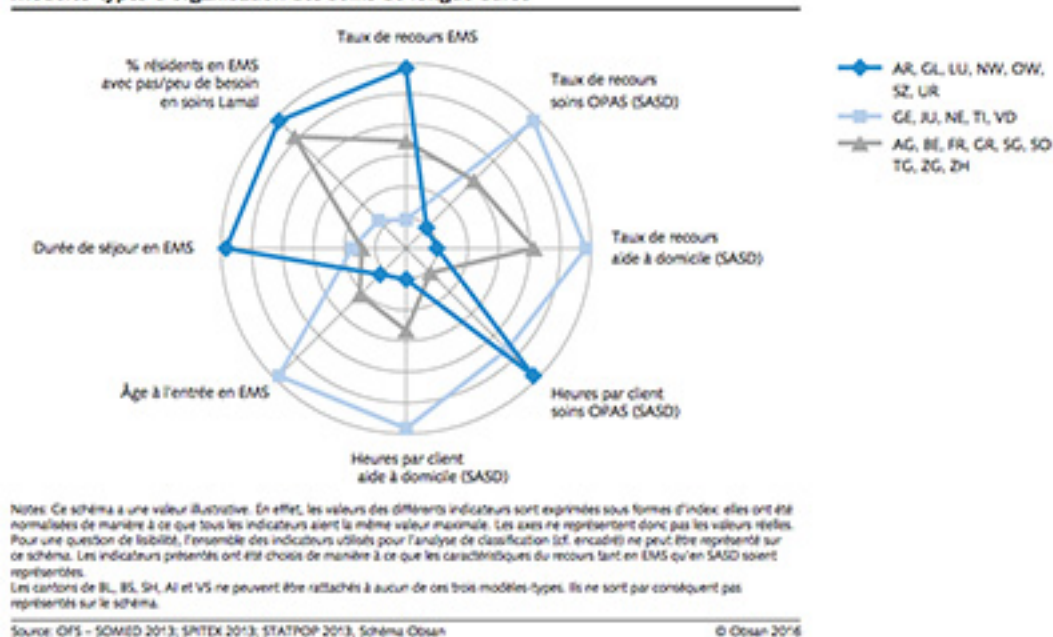 Taux de recours EMS
% résidents en EMS
avec pas/peu de besoin
en soins Lamal
Taux de recours
soins OPAS (SASD)
AR, GL, LU, NW, OW,
SZ, UR
GE, JU, NE, TI, VD
AG, BE, FR, GR, SG, SO
TG, ZG, ZH
Durée de séjour en EMS
Taux de recours
aide à domicile (SASD)
Âge à l'entrée en EMS
Heures par client
soins OPAS (SASD)
Heures par client
aide à domicile (SASD)
Notes: Ce schéma a une valeur illustrative. En effet, les valeurs des différents indicateurs sont exprimées sous formes d'index: elles ont été
normalisées de manière à ce que tous les indicateurs aient la même valeur maximale. Les axes ne représentent donc pas les valeurs réelles.
Pour une question de lisibilité, l'ensemble des indicateurs utilisés pour l'analyse de classification (cf. encadré) ne peut être représenté sur
ce schéma. Les indicateurs présentés ont été choisis de manière à ce que les caractéristiques du recours tant en EMS qu'en SASD soient
représentées.
Les cantons de BL, BS, SH, AI et VS ne peuvent être rattachés à aucun de ces trois modèles-types. Ils ne sont par conséquent pas
représentés sur le schéma.
Source: OFS – SOMED 2013; SPITEX 2013; STATPOP 2013, Schéma Obsan
© Obsan 2016